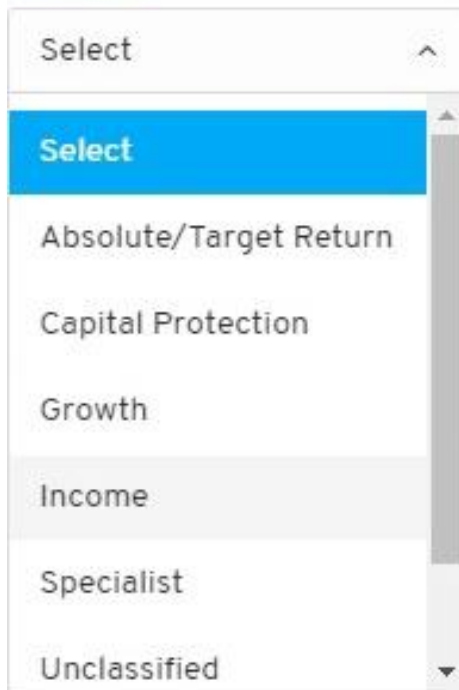 Select
Select
Absolute/Target Return
Capital Protection
Growth
Income
Specialist
Unclassified